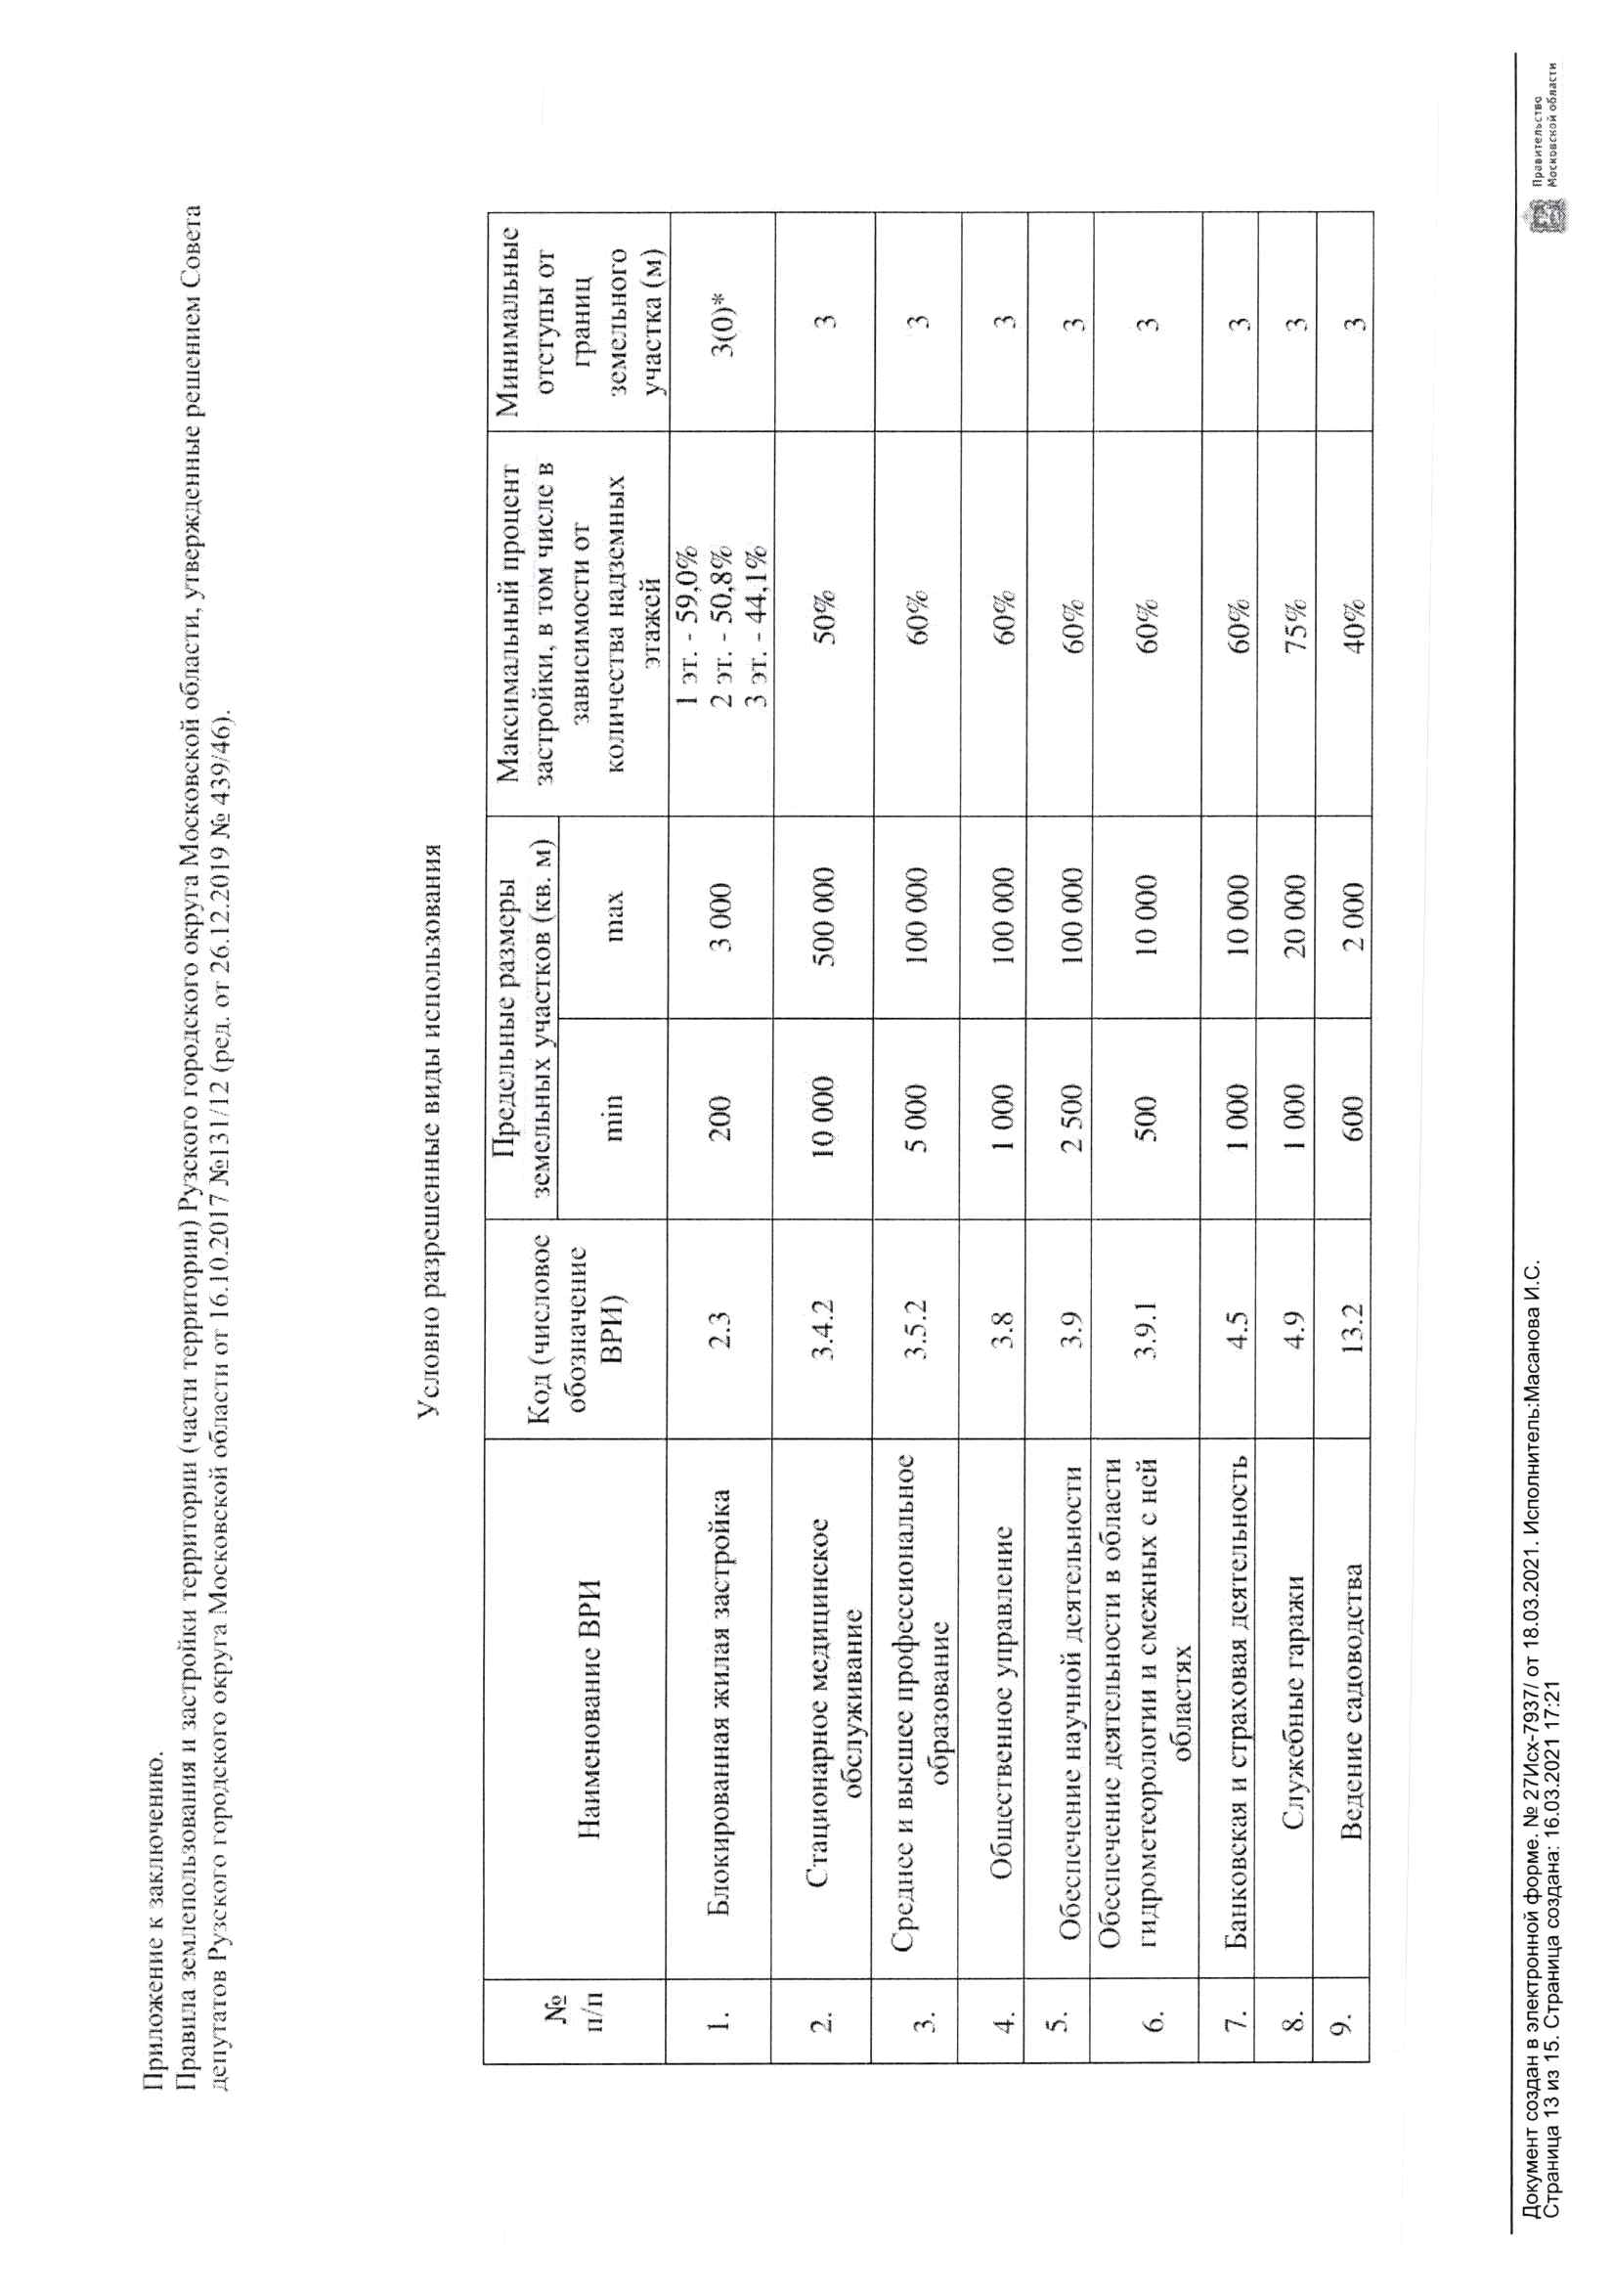 Приложение к заключению.
Правила землепользования и застройки территории (части территории) Рузского городского округа Московской области, утвержденные решением Совета
депутатов Рузского городского округа Московской области от 16.10.2017 №131/12 (ред. от 26.12.2019 № 439/46).
Условно разрешенные виды использования
№
п/п
Наименование ВРИ
Код (числовое
обозначение
ВРИ)
Предельные размеры
земельных участков (кв. м)
min
max
Максимальный процент
застройки, в том числе в
зависимости от
количества надземных
этажей
Минимальные
отступы от
границ
земельного
участка (м)
1.
Блокированная жилая застройка
2.3
200
3 000
1 эт. - 59,0%
2 эт. - 50,8%
3 эт. - 44,1%
3(0)*
2.
Стационарное медицинское
обслуживание
3.4.2
10 000
500 000
50%
3
3.
Среднее и высшее профессиональное
образование
3.5.2
5 000
100 000
60%
3
4.
Общественное управление
3.8
1 000
100 000
60%
3
5.
Обеспечение научной деятельности
3.9
2 500
100 000
60%
3
6.
Обеспечение деятельности в области
гидрометеорологии и смежных с ней
областях
3.9.1
500
10 000
60%
3
7.
Банковская и страховая деятельность
4.5
1 000
10 000
60%
3
8.
Служебные гаражи
4.9
1 000
20 000
75%
3
9.
Ведение садоводства
13.2
600
2 000
40%
3
Документ создан в электронной форме. № 27Исх-7937/ от 18.03.2021. Исполнитель:Масанова И.С.
Страница 13 из 15. Страница создана: 16.03.2021 17:21
Правительство
Московской области